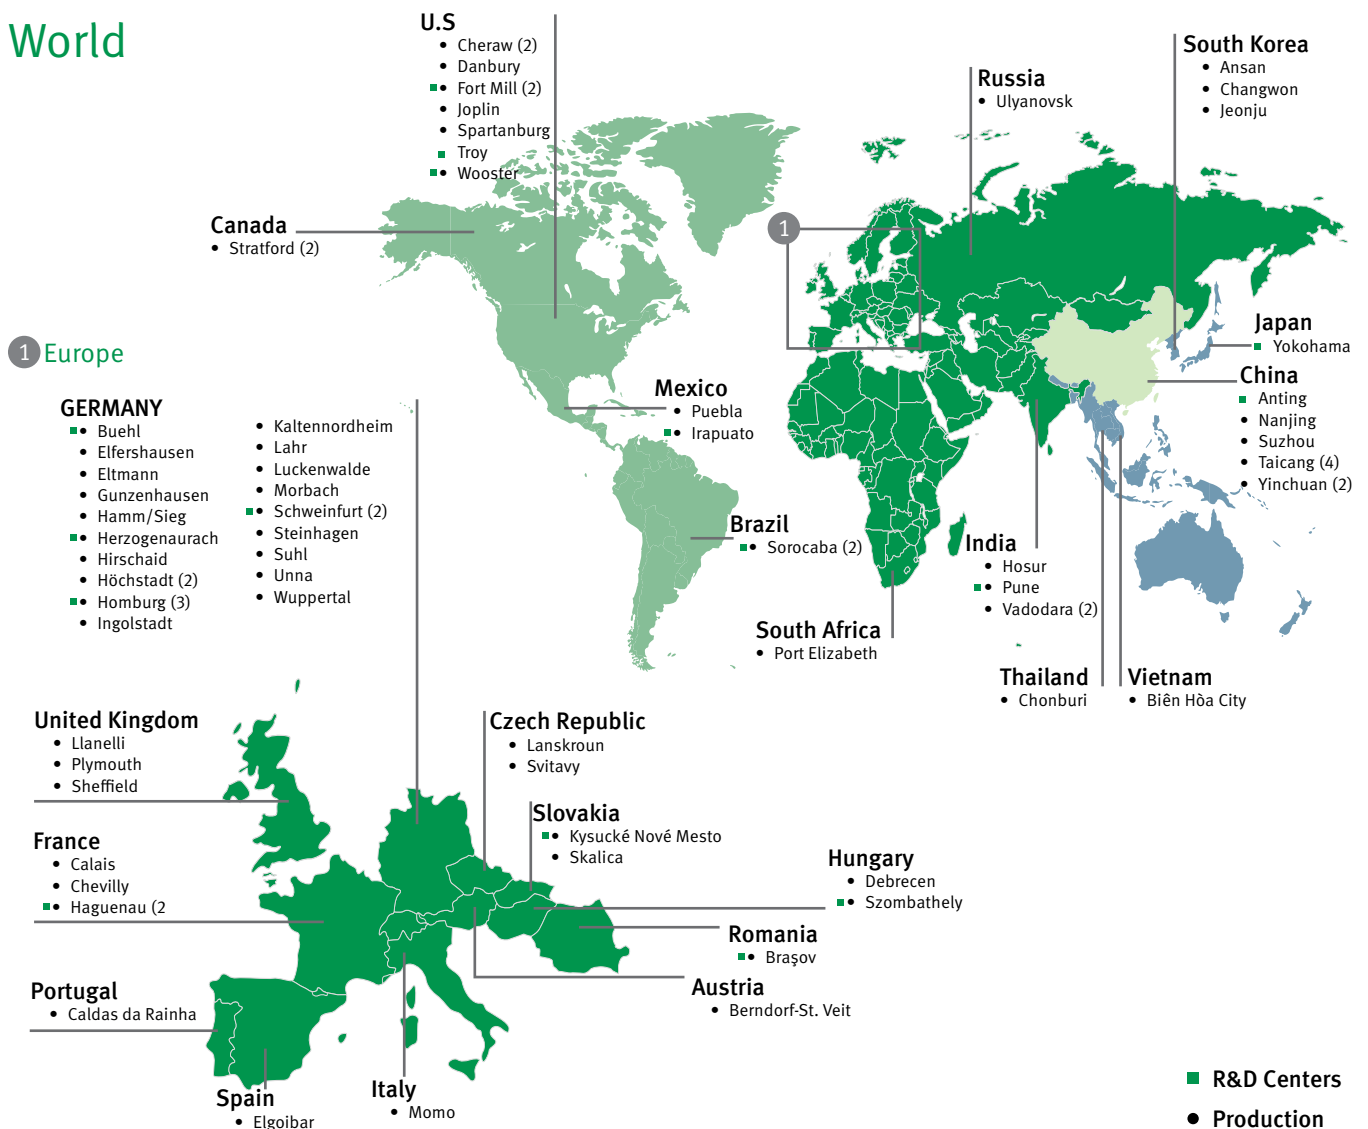 World
U.S
Cheraw (2)
Danbury
Fort Mill (2)
Joplin
Spartanburg
Troy
Wooster
Canada
Stratford (2)
Russia
Ulyanovsk
South Korea
Ansan
Changwon
Jeonju
1
Japan
Yokohama
China
Anting
Nanjing
Suzhou
Taicang (4)
Yinchuan (2)
Mexico
Puebla
Irapuato
Brazil
Sorocaba (2)
India
Hosur
Pune
Vadodara (2)
South Africa
Port Elizabeth
Thailand
Chonburi
Vietnam
Biên Hòa City
1 Europe
GERMANY
Buehl
Elfershausen
Eltmann
Gunzenhausen
Hamm/Sieg
Herzogenaurach
Hirschaid
Höchstadt (2)
Homburg (3)
Ingolstadt
Kaltennordheim
Lahr
Luckenwalde
Morbach
Schweinfurt (2)
Steinhagen
Suhl
Unna
Wuppertal
United Kingdom
Llanelli
Plymouth
Sheffield
France
Calais
Chevilly
Haguenau (2
Portugal
Caldas da Rainha
Spain
Elgoibar
Italy
Momo
Czech Republic
Lanskroun
Svitavy
Slovakia
Kysucké Nové Mesto
Skalica
Hungary
Debrecen
Szombathely
Romania
Braşov
Austria
Berndorf-St. Veit
R&D Centers
Production